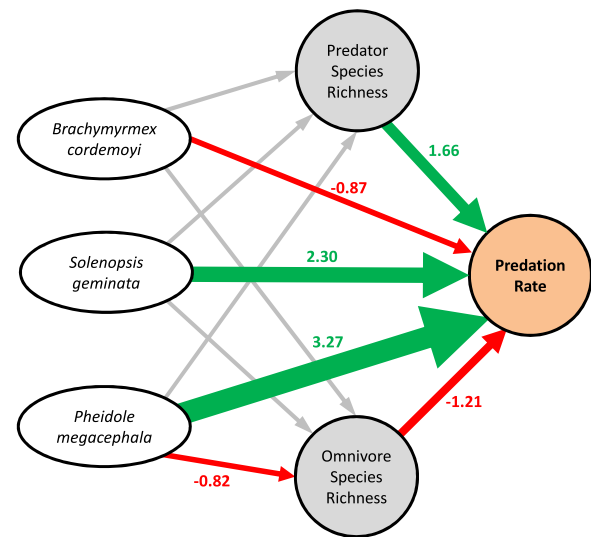 Predator
Species
Richness
Brachymyrmex
cordemoyi
1.66
-0.87
Solenopsis
geminata
2.30
Predation
Rate
3.27
Pheidole
megacephala
-1.21
-0.82
Omnivore
Species
Richness